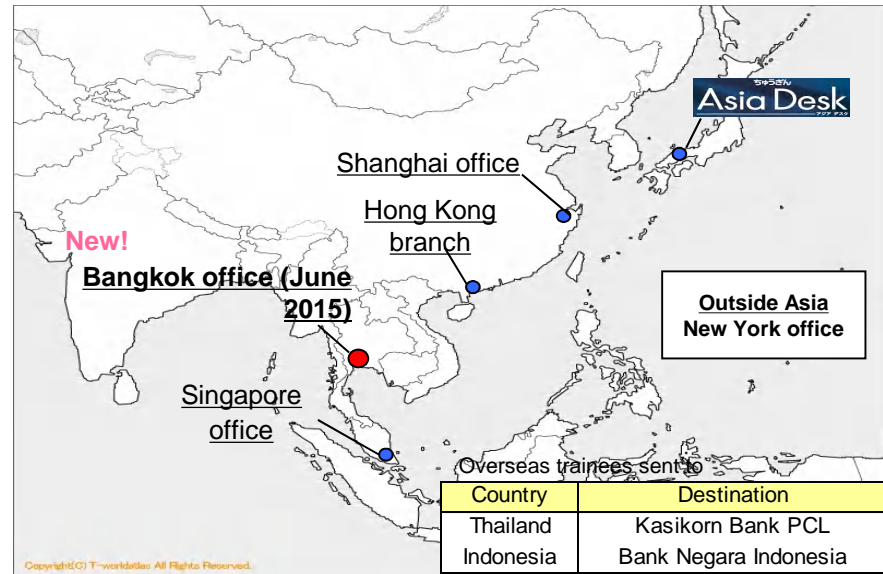 ちゅうぎん
Asia Desk
アジア デスク
Shanghai office
Hong Kong
branch
New!
Bangkok office (June
2015)
Outside Asia
New York office
Singapore
office
Overseas trainees sent to
Country Destination
Thailand Kasikorn Bank PCL
Indonesia Bank Negara Indonesia
Copyright(C) T-worldatlas All Rights Reserved.